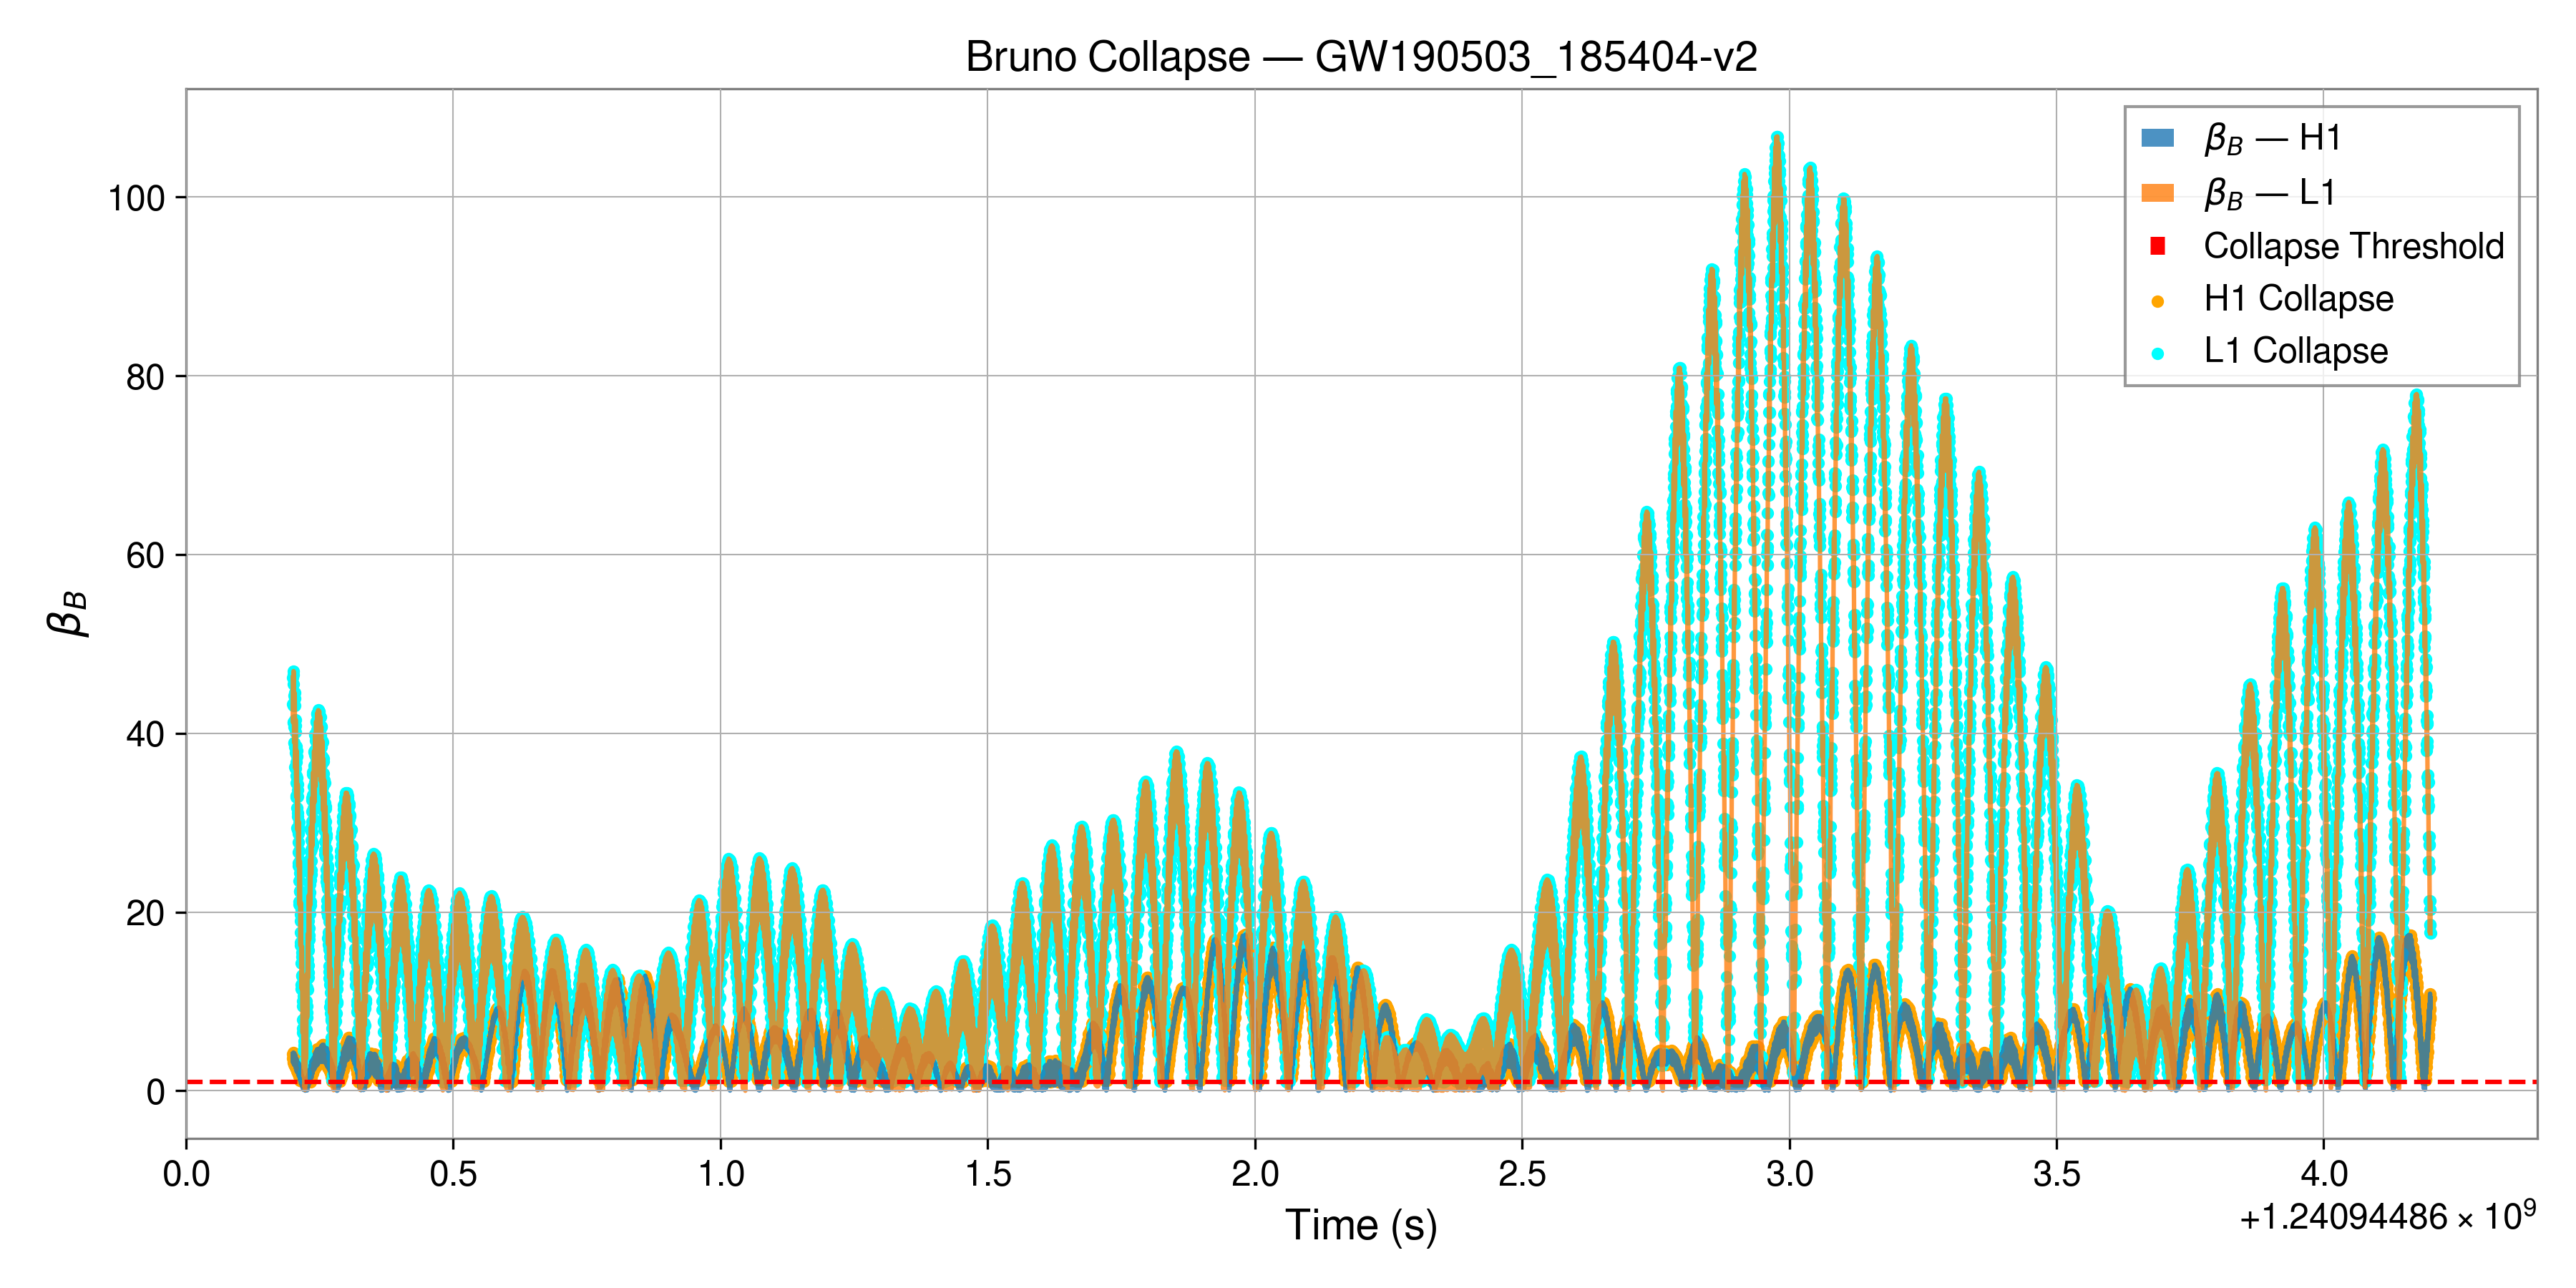 Bruno Collapse — GW190503_185404-v2
β_B — H1
β_B — L1
Collapse Threshold
H1 Collapse
L1 Collapse
β_B
100
80
60
40
20
0
0.0 0.5 1.0 1.5 2.0 2.5 3.0 3.5 4.0
Time (s)
+1.24094486 × 10⁹